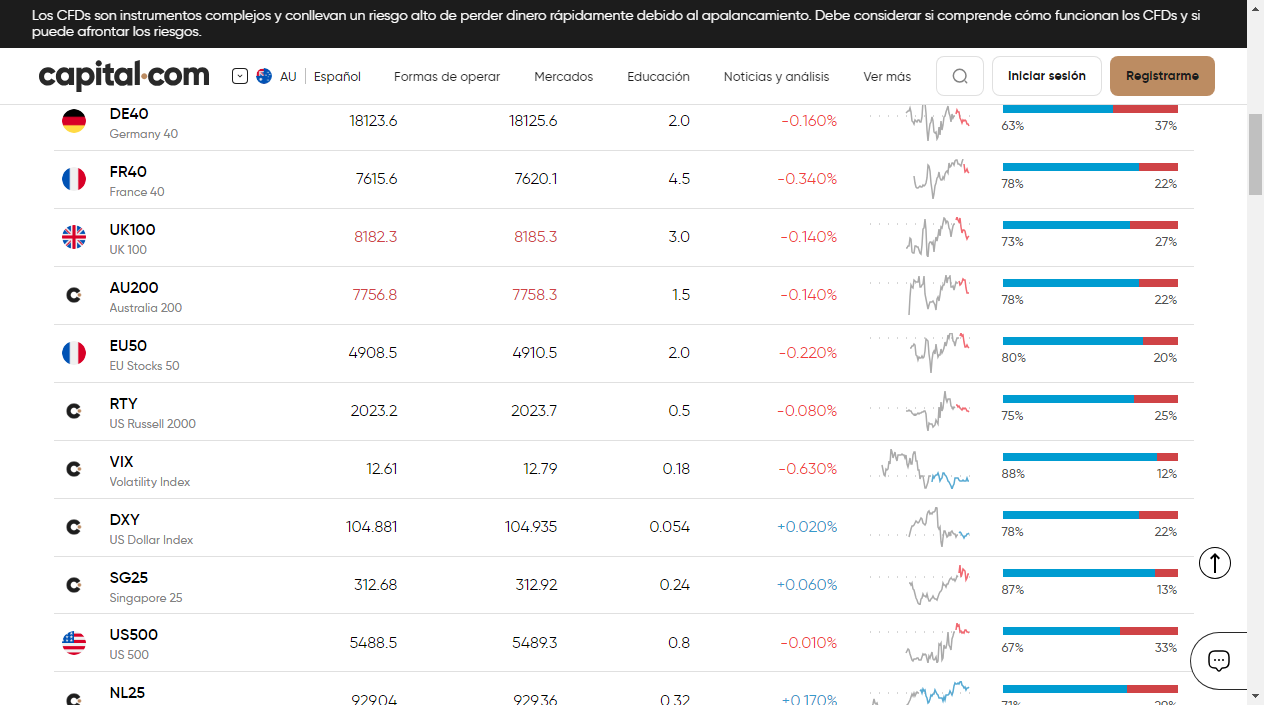 Los CFDs son instrumentos complejos y conllevan un riesgo alto de perder dinero rápidamente debido al apalancamiento. Debe considerar si comprende cómo funcionan los CFDs y si
puede afrontar los riesgos.
capital.com AU Español Formas de operar Mercados Educación Noticias y análisis Ver más Iniciar sesión Registrarme
DE40 18123.6 18125.6 2.0 -0.160% 63% 37%
Germany 40
FR40 7615.6 7620.1 4.5 -0.340% 78% 22%
France 40
UK100 8182.3 8185.3 3.0 -0.140% 73% 27%
UK 100
AU200 7756.8 7758.3 1.5 -0.140% 78% 22%
Australia 200
EU50 4908.5 4910.5 2.0 -0.220% 80% 20%
EU Stocks 50
RTY 2023.2 2023.7 0.5 -0.080% 75% 25%
US Russell 2000
VIX 12.61 12.79 0.18 -0.630% 88% 12%
Volatility Index
DXY 104.881 104.935 0.054 +0.020% 78% 22%
US Dollar Index
SG25 312.68 312.92 0.24 +0.060% 87% 13%
Singapore 25
US500 5488.5 5489.3 0.8 -0.010% 67% 33%
US 500
NL25 929.04 929.36 0.32 +0.170% 71% 29%